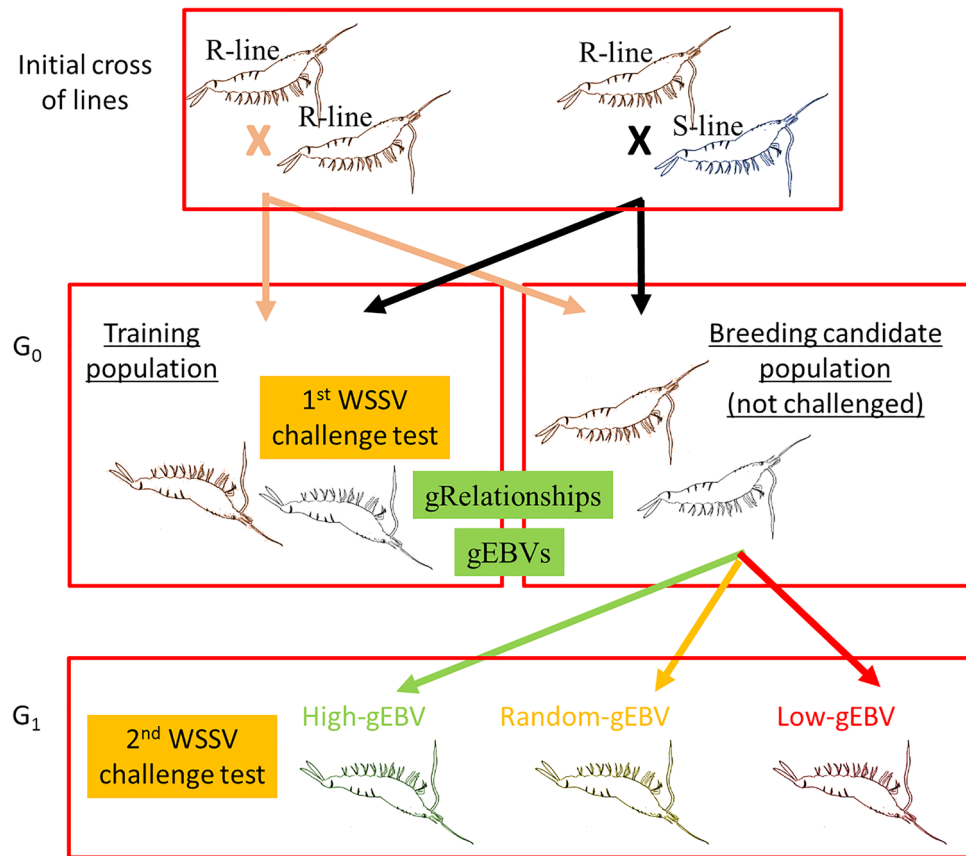 Initial cross
of lines
R-line
R-line
X
R-line
S-line
X
G0
Training
population
1st WSSV
challenge test
Breeding candidate
population
(not challenged)
gRelationships
gEBVs
G1
2nd WSSV
challenge test
High-gEBV
Random-gEBV
Low-gEBV